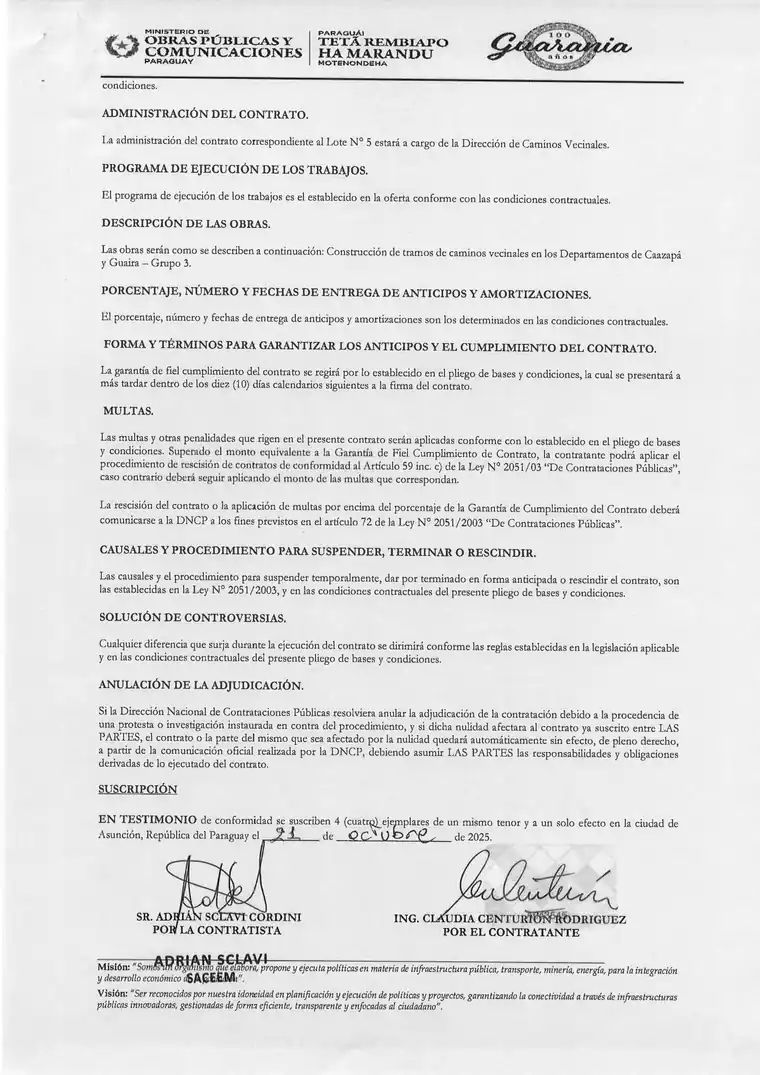 MINISTERIO DE
OBRAS PÚBLICAS Y
COMUNICACIONES
PARAGUAY
PARAGUÁI
TETÃ REMBIAPO
HA MARANDU
MOTENONDEHA
100
Guarania
años
condiciones.
ADMINISTRACIÓN DEL CONTRATO.
La administración del contrato correspondiente al Lote N° 5 estará a cargo de la Dirección de Caminos Vecinales.
PROGRAMA DE EJECUCIÓN DE LOS TRABAJOS.
El programa de ejecución de los trabajos es el establecido en la oferta conforme con las condiciones contractuales.
DESCRIPCIÓN DE LAS OBRAS.
Las obras serán como se describen a continuación: Construcción de tramos de caminos vecinales en los Departamentos de Caazapá
y Guaira – Grupo 3.
PORCENTAJE, NÚMERO Y FECHAS DE ENTREGA DE ANTICIPOS Y AMORTIZACIONES.
El porcentaje, número y fechas de entrega de anticipos y amortizaciones son los determinados en las condiciones contractuales.
FORMA Y TÉRMINOS PARA GARANTIZAR LOS ANTICIPOS Y EL CUMPLIMIENTO DEL CONTRATO.
La garantía de fiel cumplimiento del contrato se regirá por lo establecido en el pliego de bases y condiciones, la cual se presentará a
más tardar dentro de los diez (10) días calendarios siguientes a la firma del contrato.
MULTAS.
Las multas y otras penalidades que rigen en el presente contrato serán aplicadas conforme con lo establecido en el pliego de bases
y condiciones. Superado el monto equivalente a la Garantía de Fiel Cumplimiento de Contrato, la contratante podrá aplicar el
procedimiento de rescisión de contratos de conformidad al Artículo 59 inc. c) de la Ley N° 2051/03 “De Contrataciones Públicas”,
caso contrario deberá seguir aplicando el monto de las multas que correspondan.
La rescisión del contrato o la aplicación de multas por encima del porcentaje de la Garantía de Cumplimiento del Contrato deberá
comunicarse a la DNCP a los fines previstos en el artículo 72 de la Ley N° 2051/2003 “De Contrataciones Públicas”.
CAUSALES Y PROCEDIMIENTO PARA SUSPENDER, TERMINAR O RESCINDIR.
Las causales y el procedimiento para suspender temporalmente, dar por terminado en forma anticipada o rescindir el contrato, son
las establecidas en la Ley N° 2051/2003, y en las condiciones contractuales del presente pliego de bases y condiciones.
SOLUCIÓN DE CONTROVERSIAS.
Cualquier diferencia que surja durante la ejecución del contrato se dirimirá conforme las reglas establecidas en la legislación aplicable
y en las condiciones contractuales del presente pliego de bases y condiciones.
ANULACIÓN DE LA ADJUDICACIÓN.
Si la Dirección Nacional de Contrataciones Públicas resolviera anular la adjudicación de la contratación debido a la procedencia de
una protesta o investigación instaurada en contra del procedimiento, y si dicha nulidad afectara al contrato ya suscrito entre LAS
PARTES, el contrato o la parte del mismo que sea afectado por la nulidad quedará automáticamente sin efecto, de pleno derecho,
a partir de la comunicación oficial realizada por la DNCP, debiendo asumir LAS PARTES las responsabilidades y obligaciones
derivadas de lo ejecutado del contrato.
SUSCRIPCIÓN
EN TESTIMONIO de conformidad se suscriben 4 (cuatro) ejemplares de un mismo tenor y a un solo efecto en la ciudad de
Asunción, República del Paraguay el 21 de octubre de 2025.
SR. ADRIÁN SCLAVI CORDINI
POR LA CONTRATISTA
ING. CLAUDIA CENTURIÓN RODRIGUEZ
POR EL CONTRATANTE
ADRIAN SCLAVI
SACEEM
Misión: “Somos un organismo que elabora, propone y ejecuta políticas en materia de infraestructura pública, transporte, minería, energía, para la integración
y desarrollo económico
Visión: “Ser reconocidos por nuestra idoneidad en planificación y ejecución de políticas y proyectos, garantizando la conectividad a través de infraestructuras
públicas innovadoras, gestionadas de forma eficiente, transparente y enfocadas al ciudadano”.